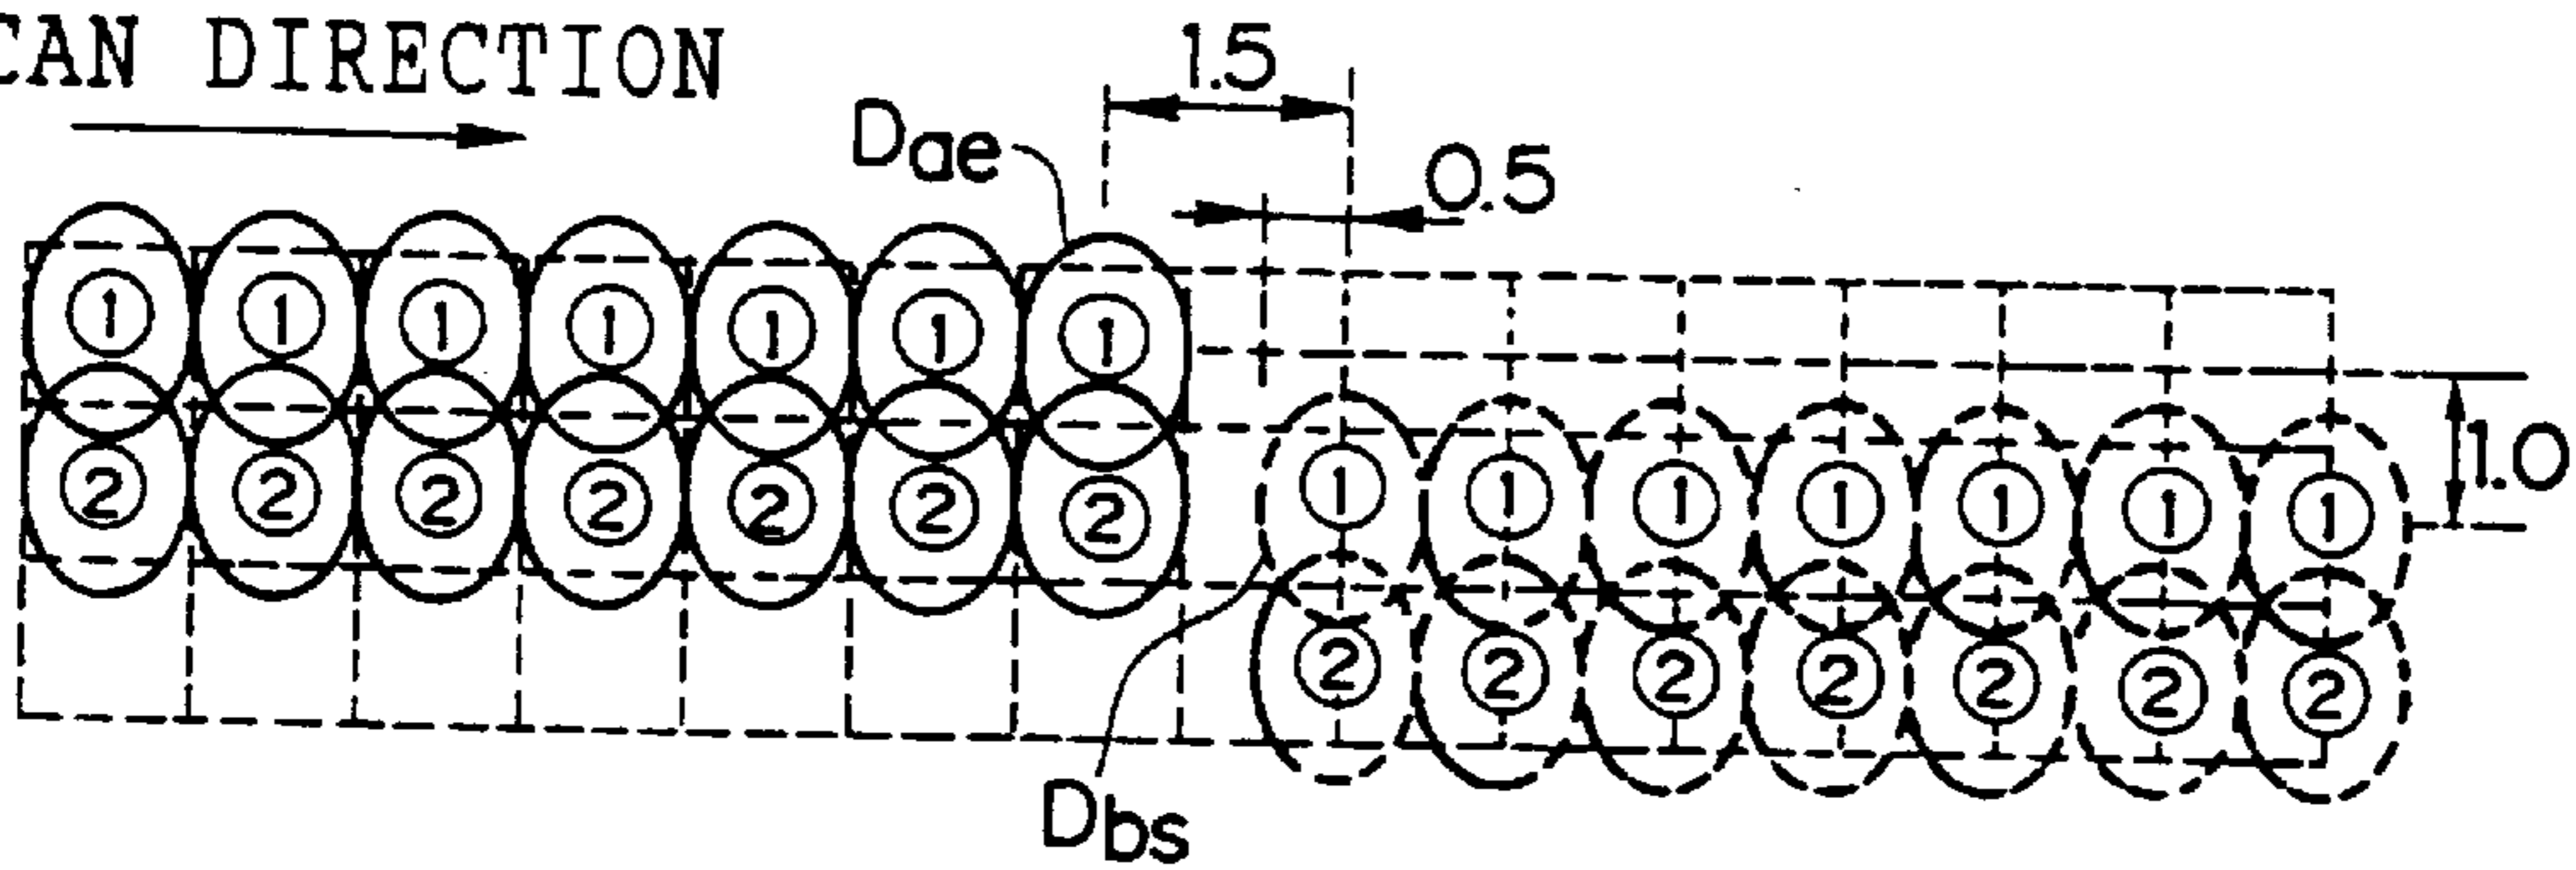 CAN DIRECTION
1.5
Dae
0.5
① ① ① ① ① ① ①
② ② ② ② ② ② ②
① ① ① ① ① ① ①
1.0
② ② ② ② ② ② ②
Dbs